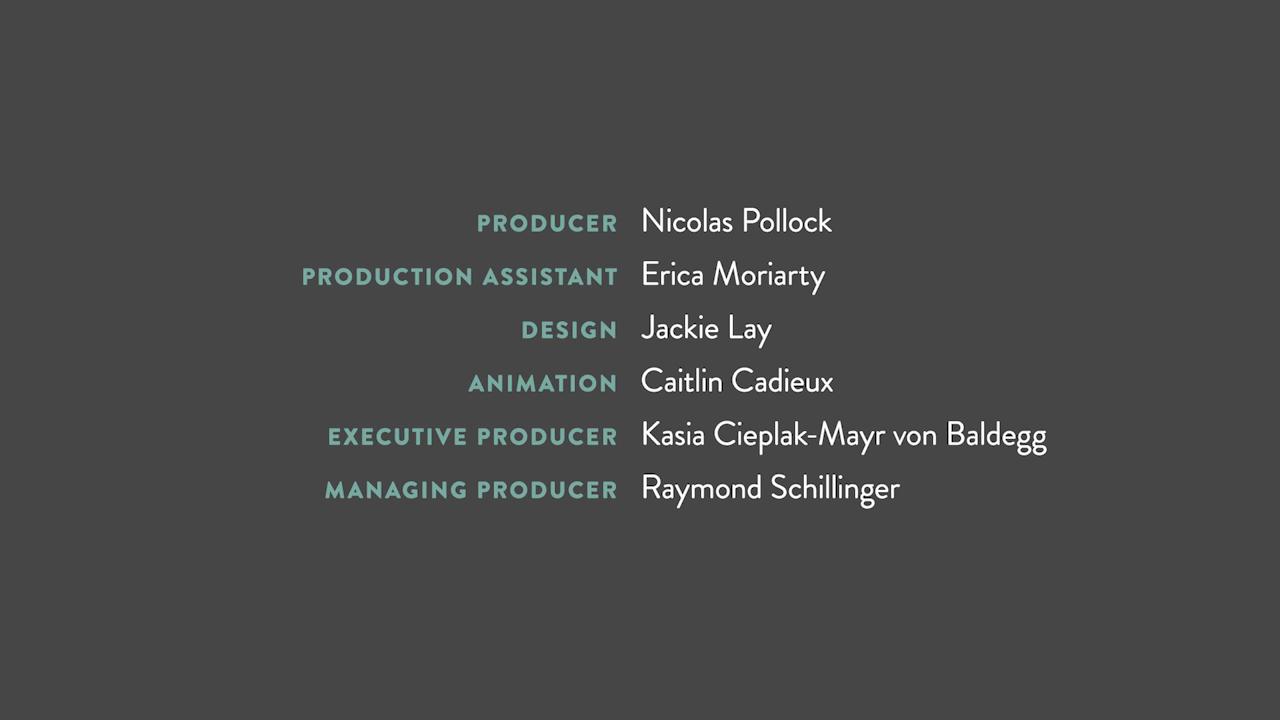 PRODUCER Nicolas Pollock
PRODUCTION ASSISTANT Erica Moriarty
DESIGN Jackie Lay
ANIMATION Caitlin Cadieux
EXECUTIVE PRODUCER Kasia Cieplak-Mayr von Baldegg
MANAGING PRODUCER Raymond Schillinger